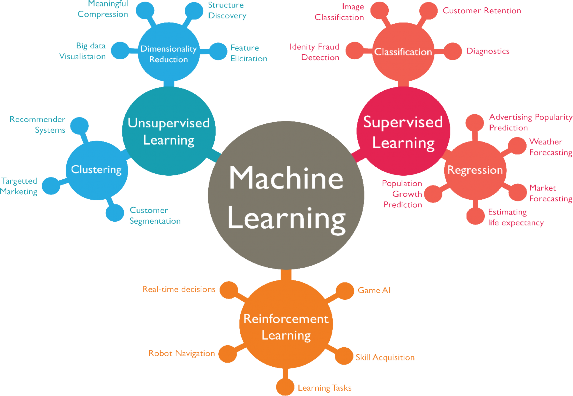 Meaningful
Compression
Structure
Discovery
Big data
Visualistaion
Dimensionality
Reduction
Feature
Elicitation
Unsupervised
Learning
Recommender
Systems
Clustering
Targetted
Marketing
Customer
Segmentation
Machine
Learning
Image
Classification
Customer Retention
Idenity Fraud
Detection
Classification
Diagnostics
Supervised
Learning
Advertising Popularity
Prediction
Weather
Forecasting
Regression
Population
Growth
Prediction
Market
Forecasting
Estimating
life expectancy
Real-time decisions
Game AI
Reinforcement
Learning
Robot Navigation
Skill Acquisition
Learning Tasks